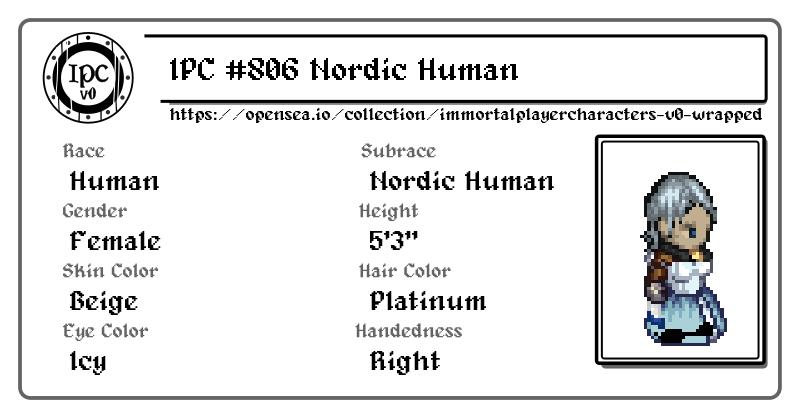 IPC
v0
IPC #806 Nordic Human
https://opensea.io/collection/immortalplayercharacters-v0-wrapped
Race
Human
Subrace
Nordic Human
Gender
Female
Height
5'3"
Skin Color
Beige
Hair Color
Platinum
Eye Color
Icy
Handedness
Right